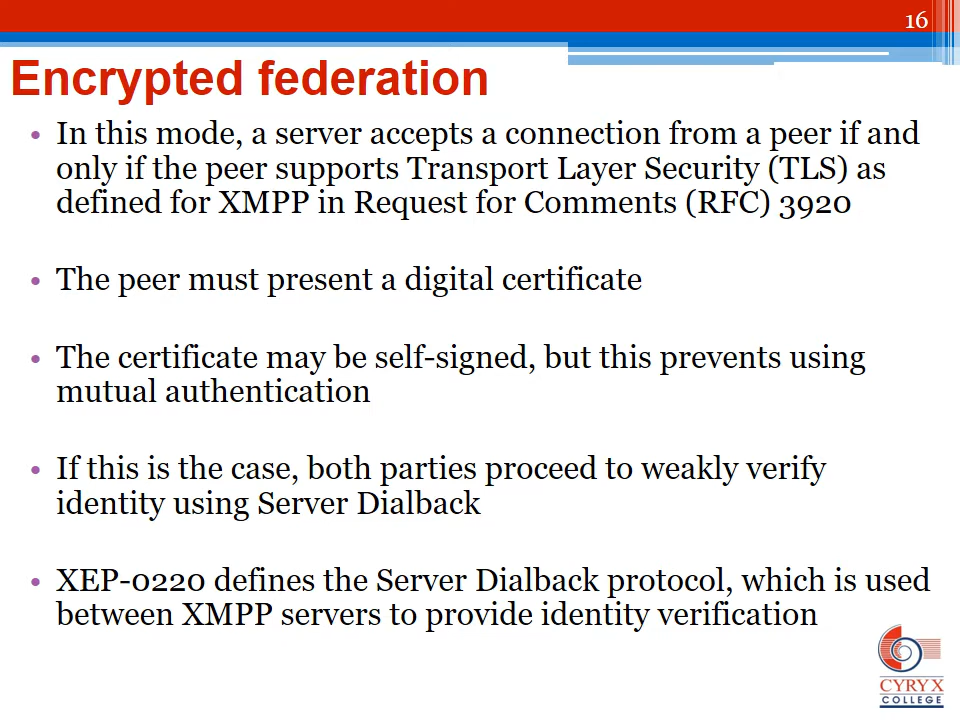 16
Encrypted federation
• In this mode, a server accepts a connection from a peer if and
only if the peer supports Transport Layer Security (TLS) as
defined for XMPP in Request for Comments (RFC) 3920
• The peer must present a digital certificate
• The certificate may be self-signed, but this prevents using
mutual authentication
• If this is the case, both parties proceed to weakly verify
identity using Server Dialback
• XEP-0220 defines the Server Dialback protocol, which is used
between XMPP servers to provide identity verification
CYRYX
COLLEGE